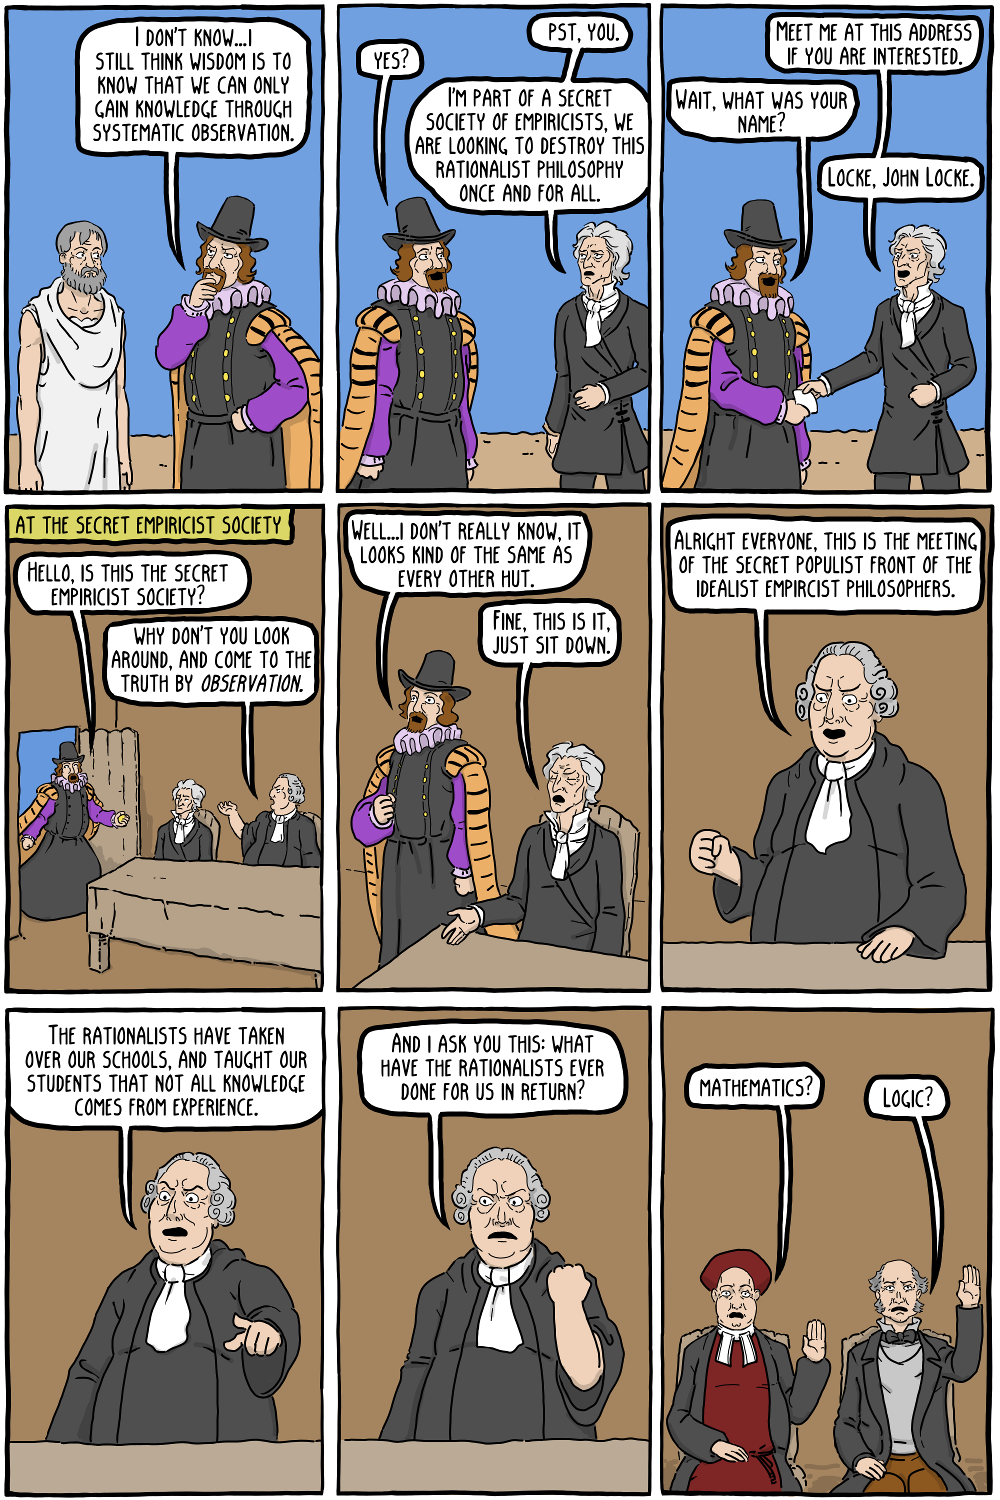 I DON'T KNOW...I
STILL THINK WISDOM IS TO
KNOW THAT WE CAN ONLY
GAIN KNOWLEDGE THROUGH
SYSTEMATIC OBSERVATION.
PST, YOU.
YES?
I'M PART OF A SECRET
SOCIETY OF EMPIRICISTS, WE
ARE LOOKING TO DESTROY THIS
RATIONALIST PHILOSOPHY
ONCE AND FOR ALL.
MEET ME AT THIS ADDRESS
IF YOU ARE INTERESTED.
WAIT, WHAT WAS YOUR
NAME?
LOCKE, JOHN LOCKE.
AT THE SECRET EMPIRICIST SOCIETY
HELLO, IS THIS THE SECRET
EMPIRICIST SOCIETY?
WHY DON'T YOU LOOK
AROUND, AND COME TO THE
TRUTH BY OBSERVATION.
WELL...I DON'T REALLY KNOW, IT
LOOKS KIND OF THE SAME AS
EVERY OTHER HUT.
FINE, THIS IS IT,
JUST SIT DOWN.
ALRIGHT EVERYONE, THIS IS THE MEETING
OF THE SECRET POPULIST FRONT OF THE
IDEALIST EMPIRCIST PHILOSOPHERS.
THE RATIONALISTS HAVE TAKEN
OVER OUR SCHOOLS, AND TAUGHT OUR
STUDENTS THAT NOT ALL KNOWLEDGE
COMES FROM EXPERIENCE.
AND I ASK YOU THIS: WHAT
HAVE THE RATIONALISTS EVER
DONE FOR US IN RETURN?
MATHEMATICS?
LOGIC?